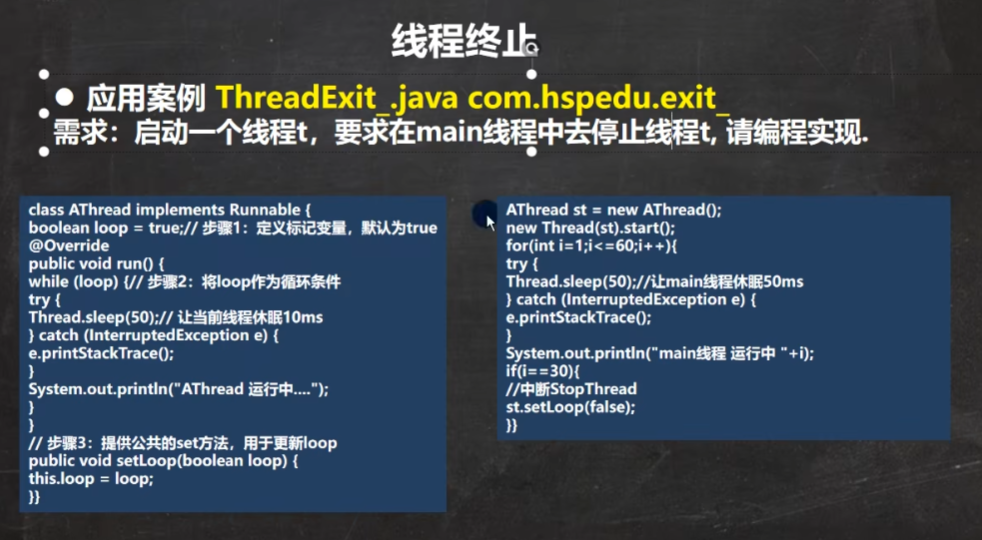 线程终止
● 应用案例 ThreadExit_.java com.hspedu.exit_
需求：启动一个线程t，要求在main线程中去停止线程t, 请编程实现.
class AThread implements Runnable {
boolean loop = true;// 步骤1：定义标记变量，默认为true
@Override
public void run() {
while (loop) {// 步骤2：将loop作为循环条件
try {
Thread.sleep(50);// 让当前线程休眠10ms
} catch (InterruptedException e) {
e.printStackTrace();
}
System.out.println("AThread 运行中....");
}
}
// 步骤3：提供公共的set方法，用于更新loop
public void setLoop(boolean loop) {
this.loop = loop;
}}
AThread st = new AThread();
new Thread(st).start();
for(int i=1;i<=60;i++){
try {
Thread.sleep(50);//让main线程休眠50ms
} catch (InterruptedException e) {
e.printStackTrace();
}
System.out.println("main线程 运行中 "+i);
if(i==30){
//中断StopThread
st.setLoop(false);
}}